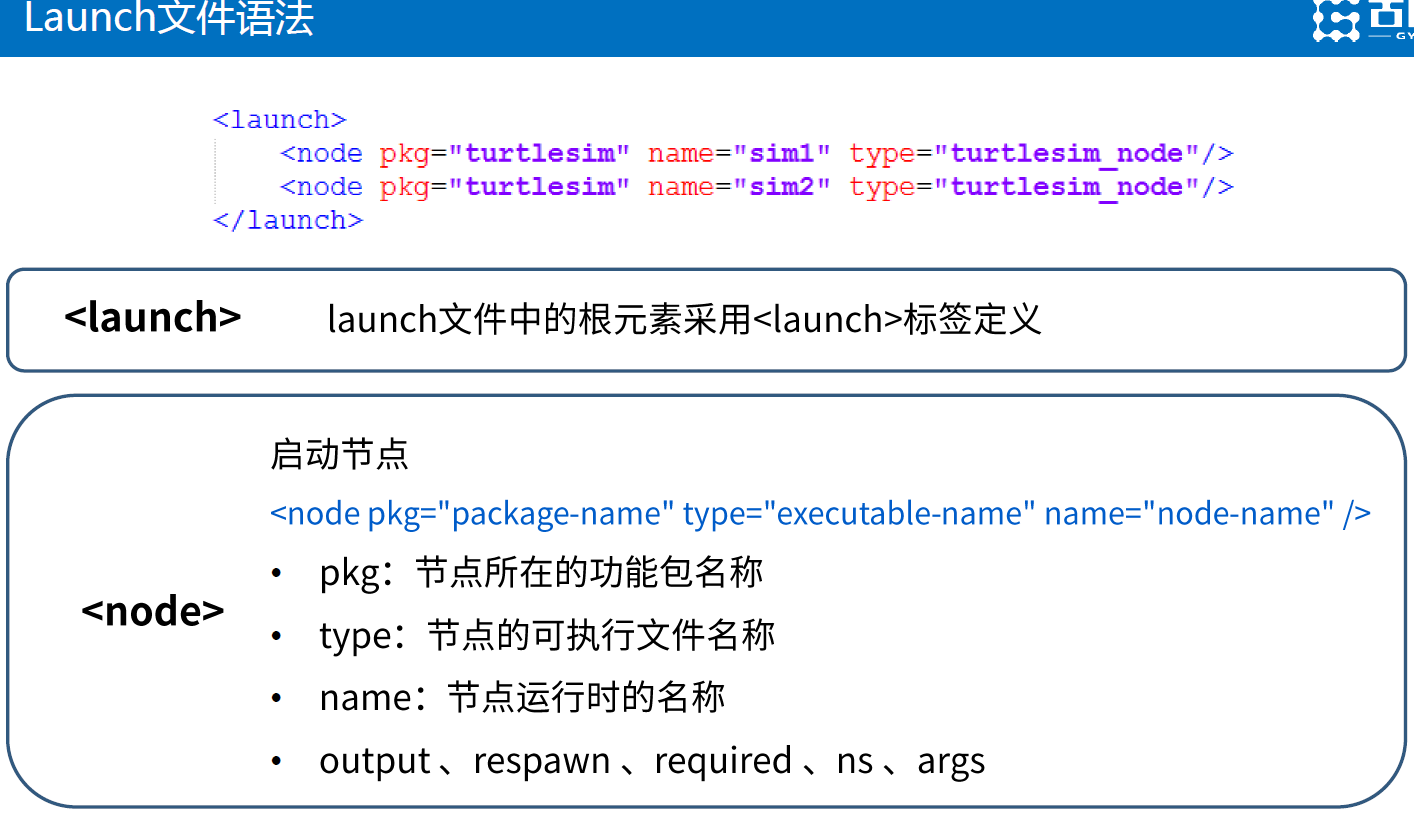 Launch文件语法
<launch>
<node pkg="turtlesim" name="sim1" type="turtlesim_node"/>
<node pkg="turtlesim" name="sim2" type="turtlesim_node"/>
</launch>
<launch> launch文件中的根元素采用<launch>标签定义
启动节点
<node pkg="package-name" type="executable-name" name="node-name" />
• pkg：节点所在的功能包名称
<node>
• type：节点的可执行文件名称
• name：节点运行时的名称
• output 、respawn 、required 、ns 、args